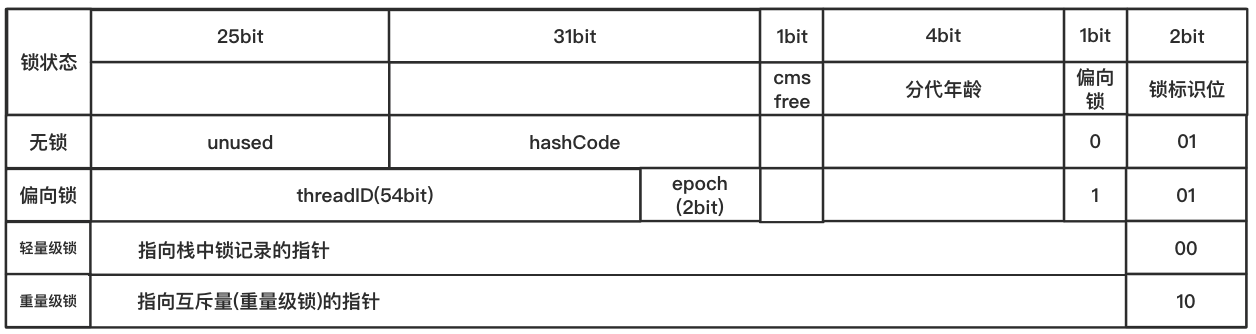 锁状态
25bit
31bit
1bit
4bit
1bit
2bit
cms
free
分代年龄
偏向
锁
锁标识位
无锁
unused
hashCode
0
01
偏向锁
threadID(54bit)
epoch
(2bit)
1
01
轻量级锁
指向栈中锁记录的指针
00
重量级锁
指向互斥量(重量级锁)的指针
10